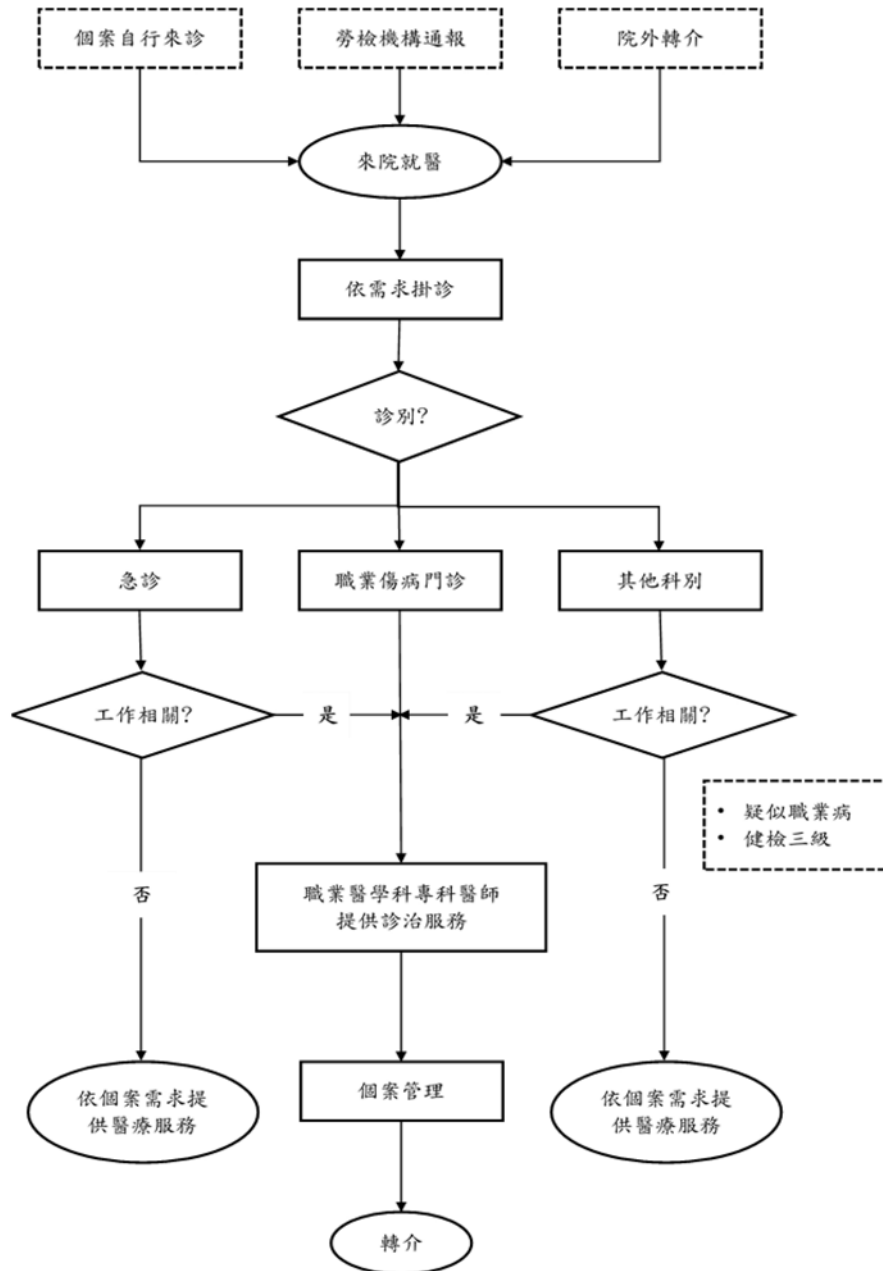 個案自行來診
勞檢機構通報
院外轉介
來院就醫
依需求掛診
診別?
急診
職業傷病門診
其他科別
工作相關?
是
是
工作相關?
• 疑似職業病
• 健檢三級
否
職業醫學科專科醫師
提供診治服務
否
依個案需求提
供醫療服務
個案管理
依個案需求提
供醫療服務
轉介